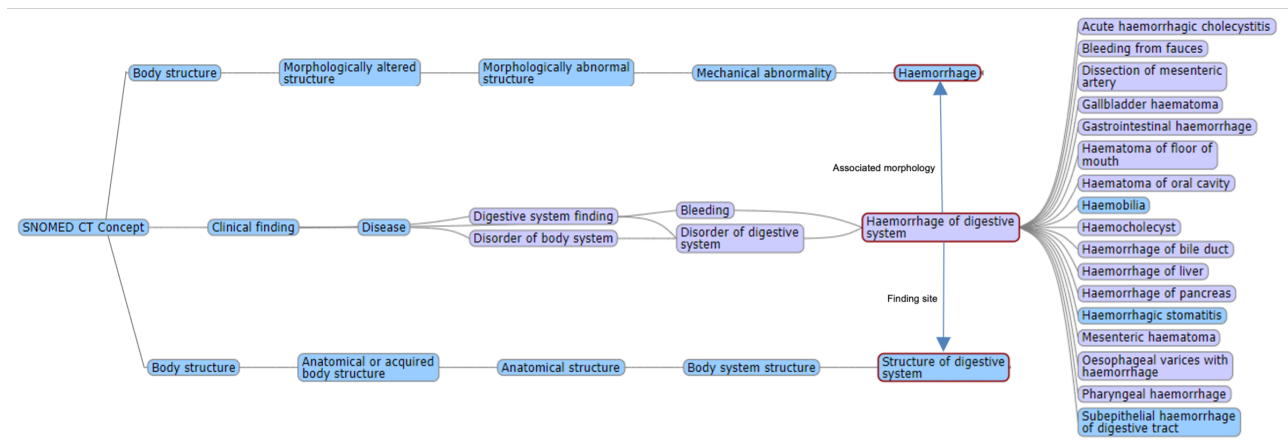 Body structure
Morphologically altered
structure
Morphologically abnormal
structure
Mechanical abnormality
Haemorrhage
Associated morphology
SNOMED CT Concept
Clinical finding
Disease
Digestive system finding
Disorder of body system
Bleeding
Disorder of digestive
system
Haemorrhage of digestive
system
Finding site
Body structure
Anatomical or acquired
body structure
Anatomical structure
Body system structure
Structure of digestive
system
Acute haemorrhagic cholecystitis
Bleeding from fauces
Dissection of mesenteric
artery
Gallbladder haematoma
Gastrointestinal haemorrhage
Haematoma of floor of
mouth
Haematoma of oral cavity
Haemobilia
Haemocholecyst
Haemorrhage of bile duct
Haemorrhage of liver
Haemorrhage of pancreas
Haemorrhagic stomatitis
Mesenteric haematoma
Oesophageal varices with
haemorrhage
Pharyngeal haemorrhage
Subepithelial haemorrhage
of digestive tract